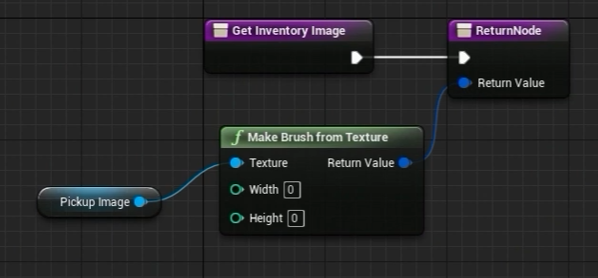 Get Inventory Image
ReturnNode
Return Value
f Make Brush from Texture
Texture Return Value
Width 0
Pickup Image
Height 0